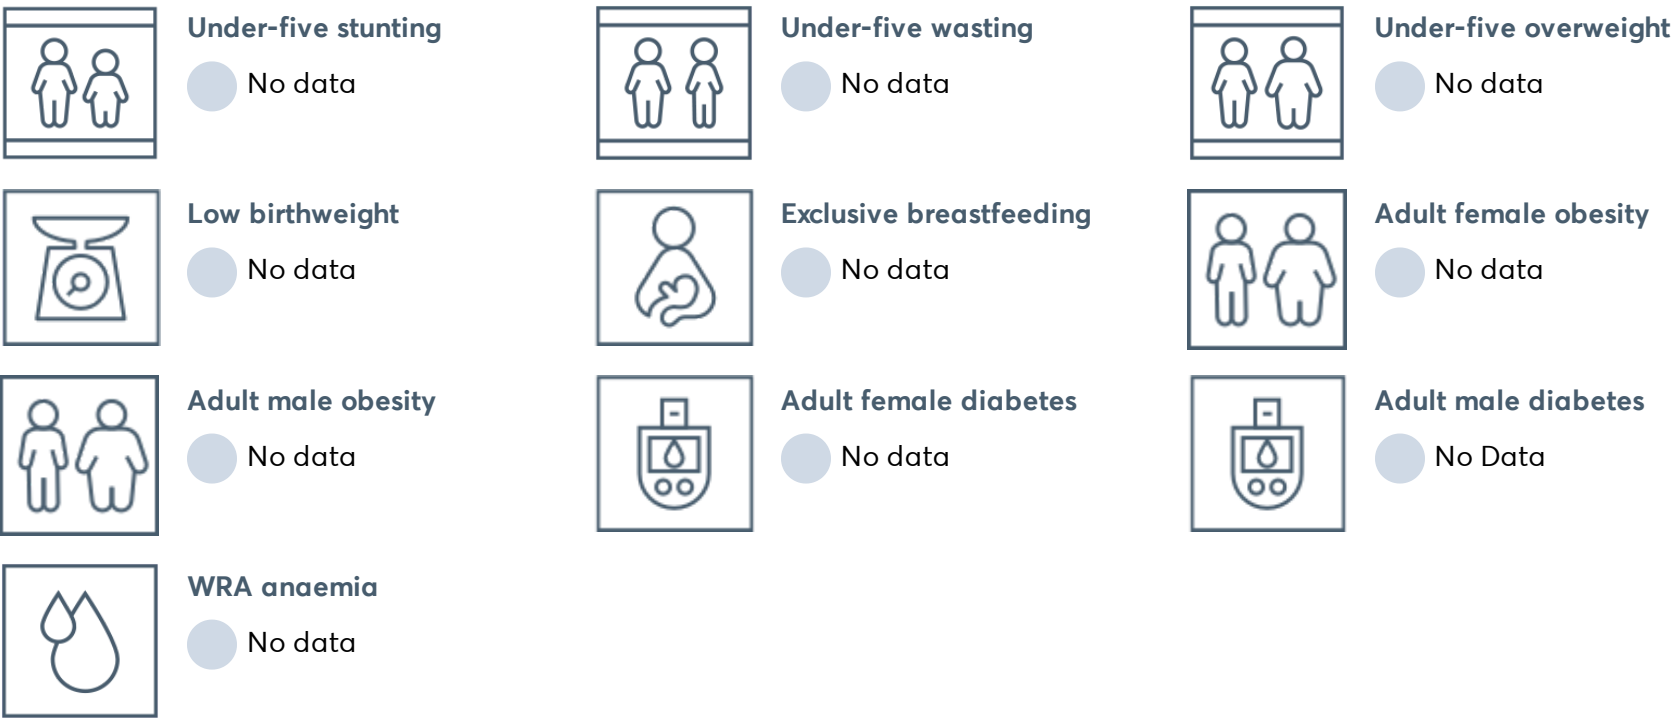 Under-five stunting
No data
Under-five wasting
No data
Under-five overweight
No data
Low birthweight
No data
Exclusive breastfeeding
No data
Adult female obesity
No data
Adult male obesity
No data
Adult female diabetes
No data
Adult male diabetes
No Data
WRA anaemia
No data